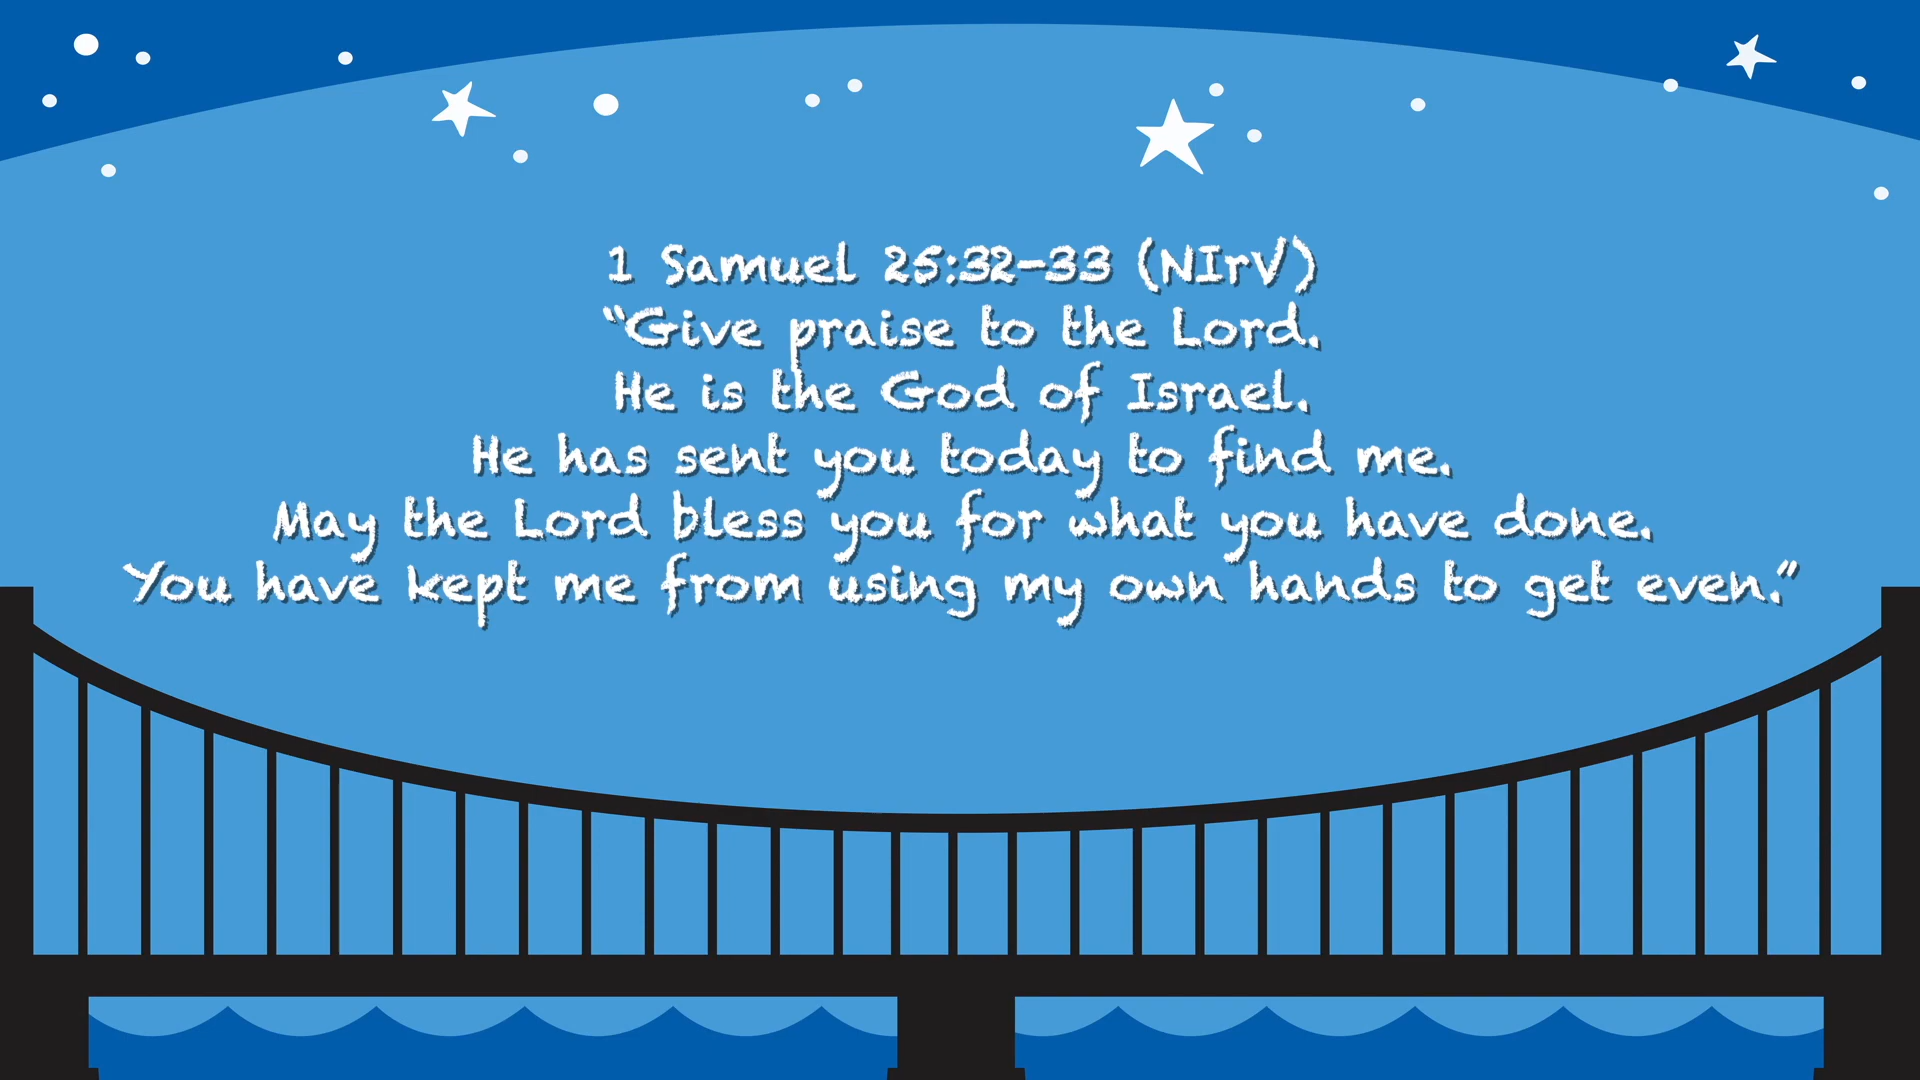 1 Samuel 25:32-33 (NIrV)
“Give praise to the Lord.
He is the God of Israel.
He has sent you today to find me.
May the Lord bless you for what you have done.
You have kept me from using my own hands to get even.”